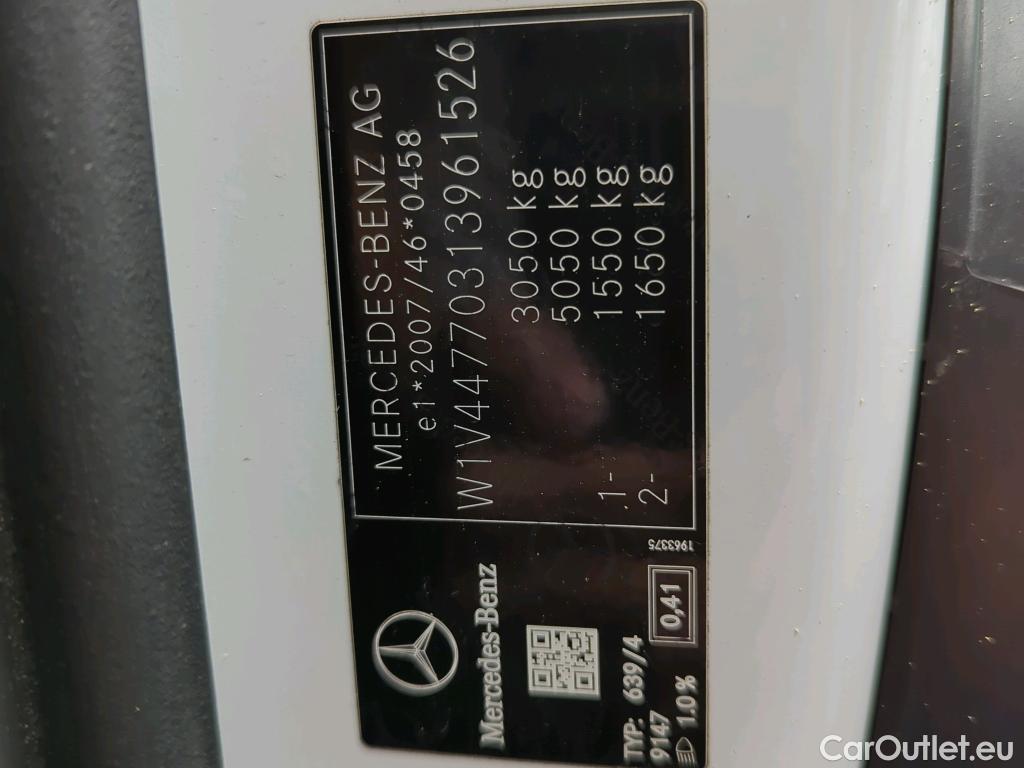 Mercedes-Benz
TYP: 639/4
9147
1.0 %
0,41
1963375
MERCEDES-BENZ AG
e1*2007/46*0458
W1V44770313961526
3050 kg
5050 kg
1- 1550 kg
2- 1650 kg
CarOutlet.eu